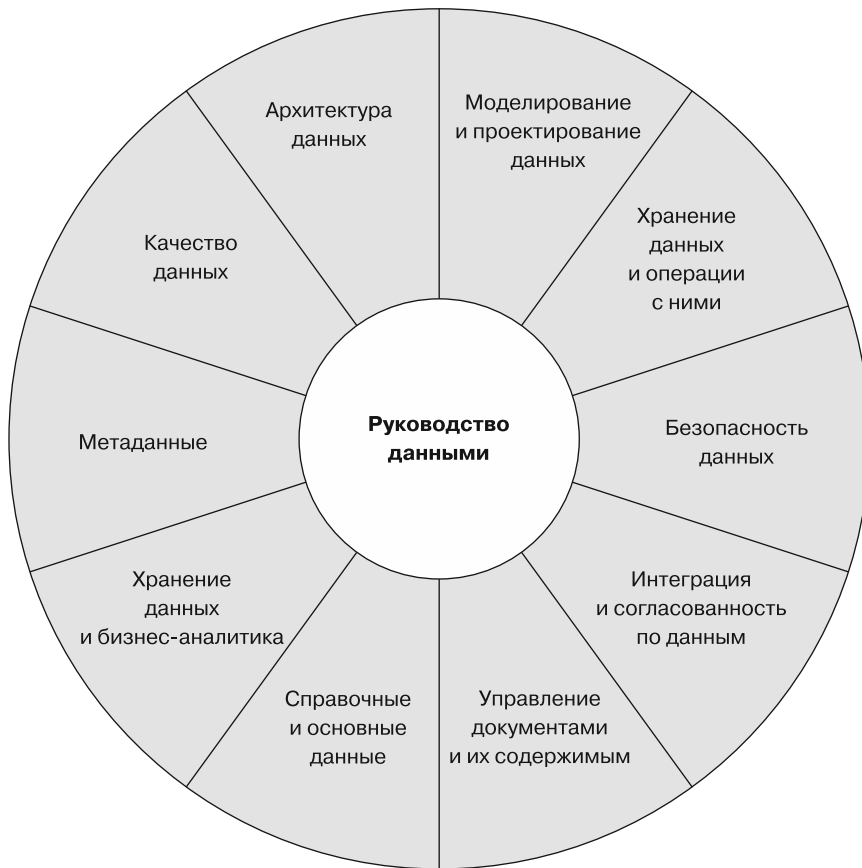 Архитектура
данных
Моделирование
и проектирование
данных
Хранение
данных
и операции
с ними
Безопасность
данных
Интеграция
и согласованность
по данным
Управление
документами
и их содержимым
Справочные
и основные
данные
Хранение
данных
и бизнес-аналитика
Метаданные
Качество
данных
Руководство
данными